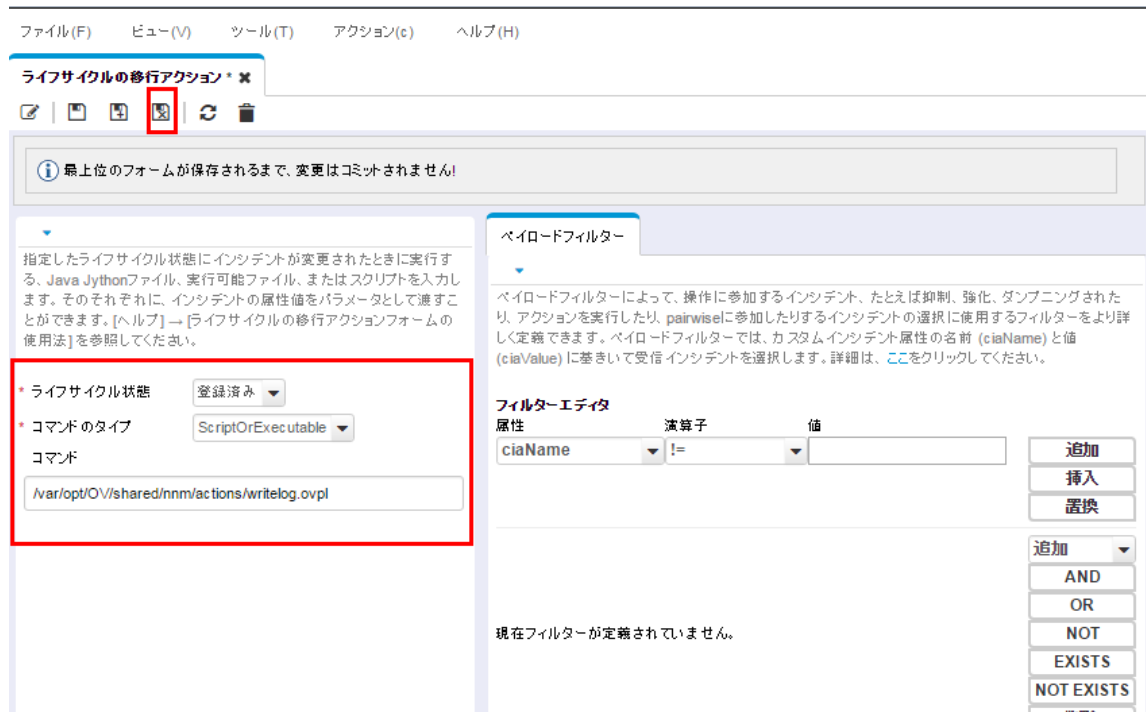 ファイル(F) ビュー(V) ツール(T) アクション(c) ヘルプ(H)
ライフサイクルの移行アクション * ✖
最上位のフォームが保存されるまで、変更はコミットされません!
指定したライフサイクル状態にインシデントが変更されたときに実行す
る、Java Jythonファイル、実行可能ファイル、またはスクリプトを入力し
ます。そのそれぞれに、インシデントの属性値をパラメータとして渡すこ
とができます。[ヘルプ] → [ライフサイクルの移行アクションフォームの
使用法] を参照してください。
* ライフサイクル状態 登録済み
* コマンドのタイプ ScriptOrExecutable
コマンド
/var/opt/OV/shared/nnm/actions/writelog.ovpl
ペイロードフィルター
ペイロードフィルターによって、操作に参加するインシデント、たとえば抑制、強化、ダンプニングされた
り、アクションを実行したり、pairwiseに参加したりするインシデントの選択に使用するフィルターをより詳
しく定義できます。ペイロードフィルターでは、カスタムインシデント属性の名前 (ciaName) と値
(ciaValue) に基きいて受信インシデントを選択します。詳細は、ここをクリックしてください。
フィルターエディタ
属性 演算子 値
ciaName != 追加
挿入
置換
追加
AND
OR
現在フィルターが定義されていません。 NOT
EXISTS
NOT EXISTS